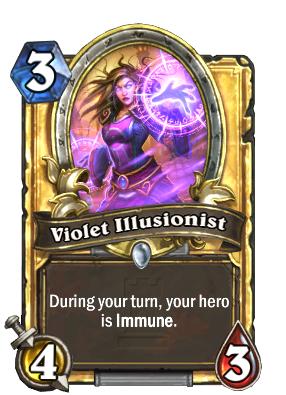 3
Violet Illusionist
During your turn, your hero
is Immune.
4
3